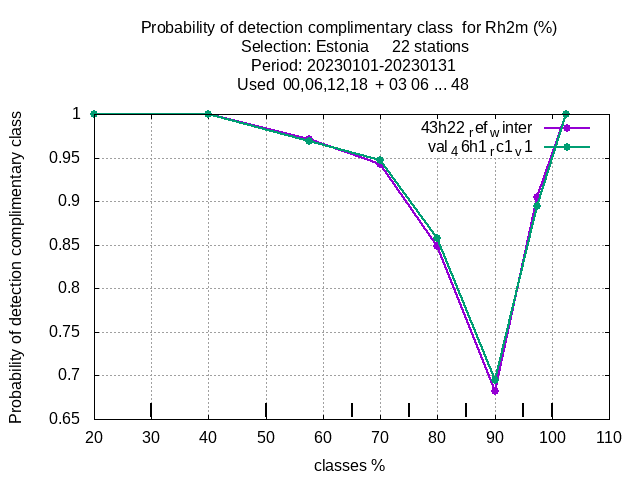 Probability of detection complimentary class  for Rh2m (%)
Selection: Estonia     22 stations
Period: 20230101-20230131
Used  00,06,12,18  + 03 06 ... 48
Probability of detection complimentary class
1
0.95
0.9
0.85
0.8
0.75
0.7
0.65
43h22 ref winter
val 4 6h1 r c1 v 1
20 30 40 50 60 70 80 90 100 110
classes %